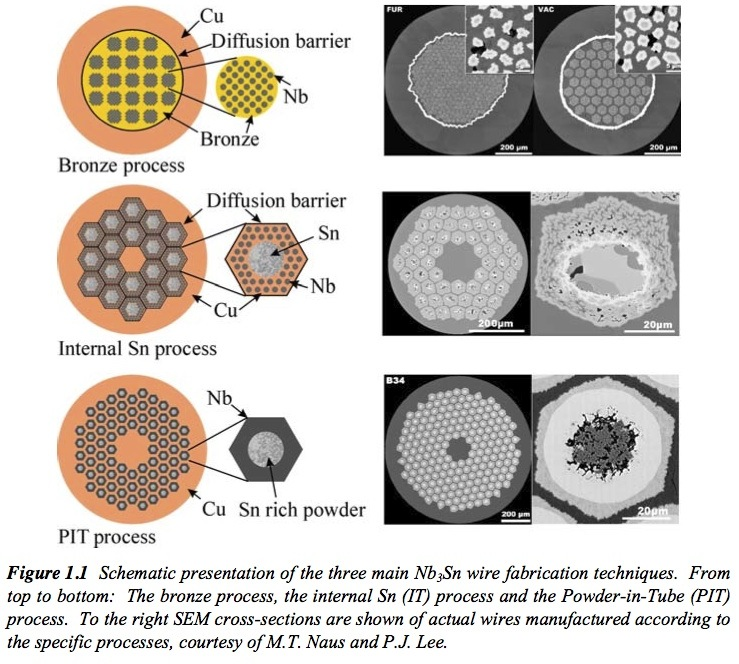 Cu
Diffusion barrier
Nb
Bronze
Bronze process
FUR
200 µm
VAC
200 µm
Diffusion barrier
Sn
Nb
Cu
Internal Sn process
200µm
20µm
Nb
Cu
Sn rich powder
PIT process
B34
200 µm
20µm
Figure 1.1 Schematic presentation of the three main Nb3Sn wire fabrication techniques. From
top to bottom: The bronze process, the internal Sn (IT) process and the Powder-in-Tube (PIT)
process. To the right SEM cross-sections are shown of actual wires manufactured according to
the specific processes, courtesy of M.T. Naus and P.J. Lee.